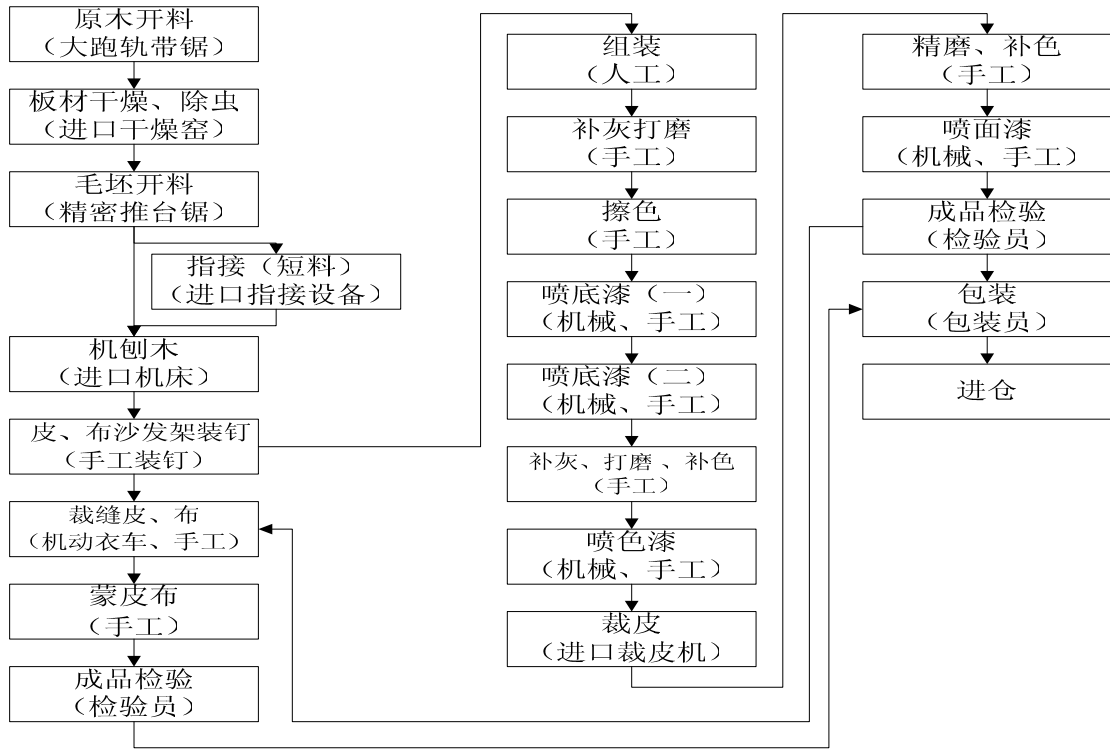 原木开料
（大跑轨带锯）
板材干燥、除虫
（进口干燥窑）
毛坯开料
（精密推台锯）
指接（短料）
（进口指接设备）
机刨木
（进口机床）
皮、布沙发架装钉
（手工装钉）
裁缝皮、布
（机动衣车、手工）
蒙皮布
（手工）
成品检验
（检验员）
组装
（人工）
补灰打磨
（手工）
擦色
（手工）
喷底漆（一）
（机械、手工）
喷底漆（二）
（机械、手工）
补灰、打磨、补色
（手工）
喷色漆
（机械、手工）
裁皮
（进口裁皮机）
精磨、补色
（手工）
喷面漆
（机械、手工）
成品检验
（检验员）
包装
（包装员）
进仓